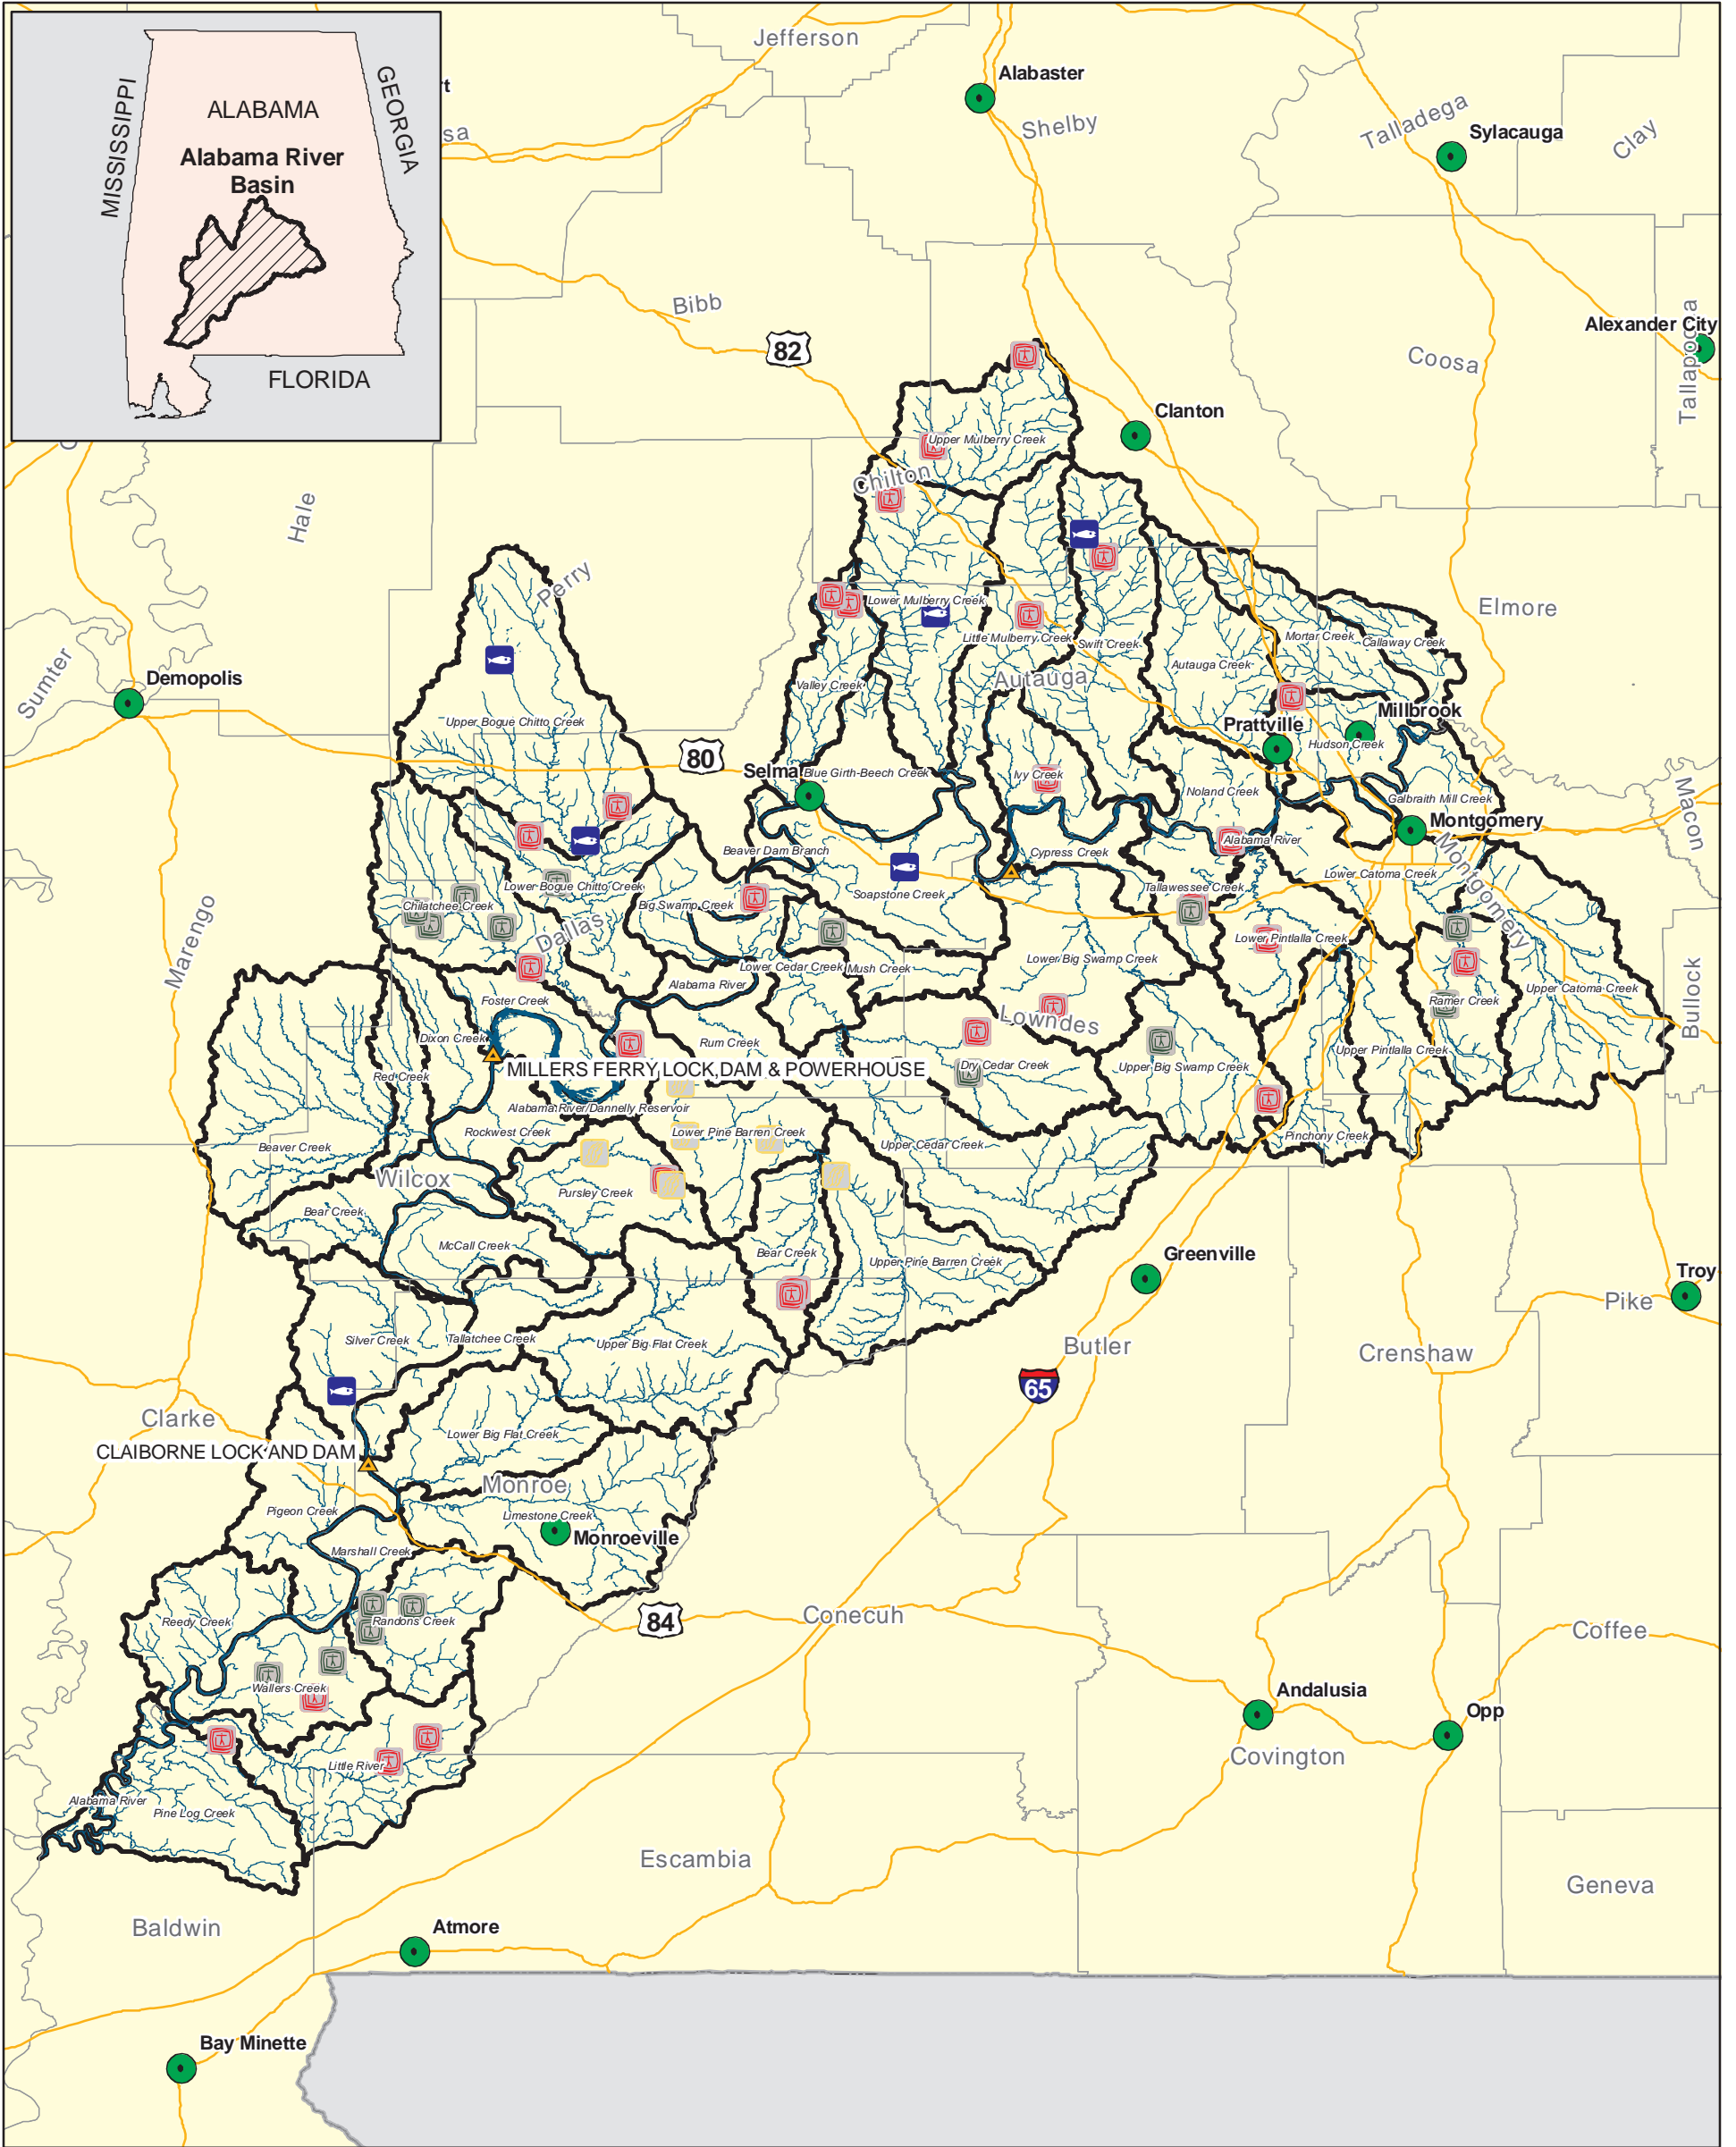 Jefferson
Alabaster
Shelby
Talladega
Sylacauga
Clay
MISSISSIPPI
ALABAMA
GEORGIA
Alabama River
Basin
FLORIDA
rt
sa
Bibb
82
Coosa
Alexander City
Tallapoosa
Clanton
Upper Mulberry Creek
Chilton
Hale
Perry
Elmore
Lower Mulberry Creek
Little Mulberry Creek
Swift Creek
Mortar Creek
Callaway Creek
Autauga Creek
Autauga
Valley Creek
Sumter
Demopolis
Upper Bogue Chitto Creek
Prattville
Millbrook
Hudson Creek
80
Selma
Blue Girth-Beech Creek
Ivy Creek
Noland Creek
Galbraith Mill Creek
Montgomery
Macon
Alabama River
Beaver Dam Branch
Cypress Creek
Lower Catoma Creek
Montgomery
Soapstone Creek
Tallawessee Creek
Lower Bogue Chitto Creek
Chilatchee Creek
Big Swamp Creek
Dallas
Marengo
Lower Pintlalla Creek
Lower Big Swamp Creek
Lower Cedar Creek
Mush Creek
Alabama River
Upper Catoma Creek
Ramer Creek
Bullock
Foster Creek
Lowndes
Dixon Creek
Rum Creek
Red Creek
MILLERS FERRY LOCK,DAM & POWERHOUSE
Dry Cedar Creek
Upper Big Swamp Creek
Upper Pintlalla Creek
Alabama River/Dannelly Reservoir
Rockwest Creek
Lower Pine Barren Creek
Upper Cedar Creek
Pinchony Creek
Beaver Creek
Wilcox
Pursley Creek
Bear Creek
McCall Creek
Bear Creek
Upper Pine Barren Creek
Greenville
Troy
Pike
Silver Creek
Tallatchee Creek
Upper Big Flat Creek
Butler
Crenshaw
65
Clarke
Lower Big Flat Creek
CLAIBORNE LOCK AND DAM
Monroe
Pigeon Creek
Limestone Creek
Monroeville
Marshall Creek
Reedy Creek
Randons Creek
84
Conecuh
Coffee
Wallers Creek
Andalusia
Opp
Covington
Little River
Alabama River
Pine Log Creek
Escambia
Geneva
Baldwin
Atmore
Bay Minette